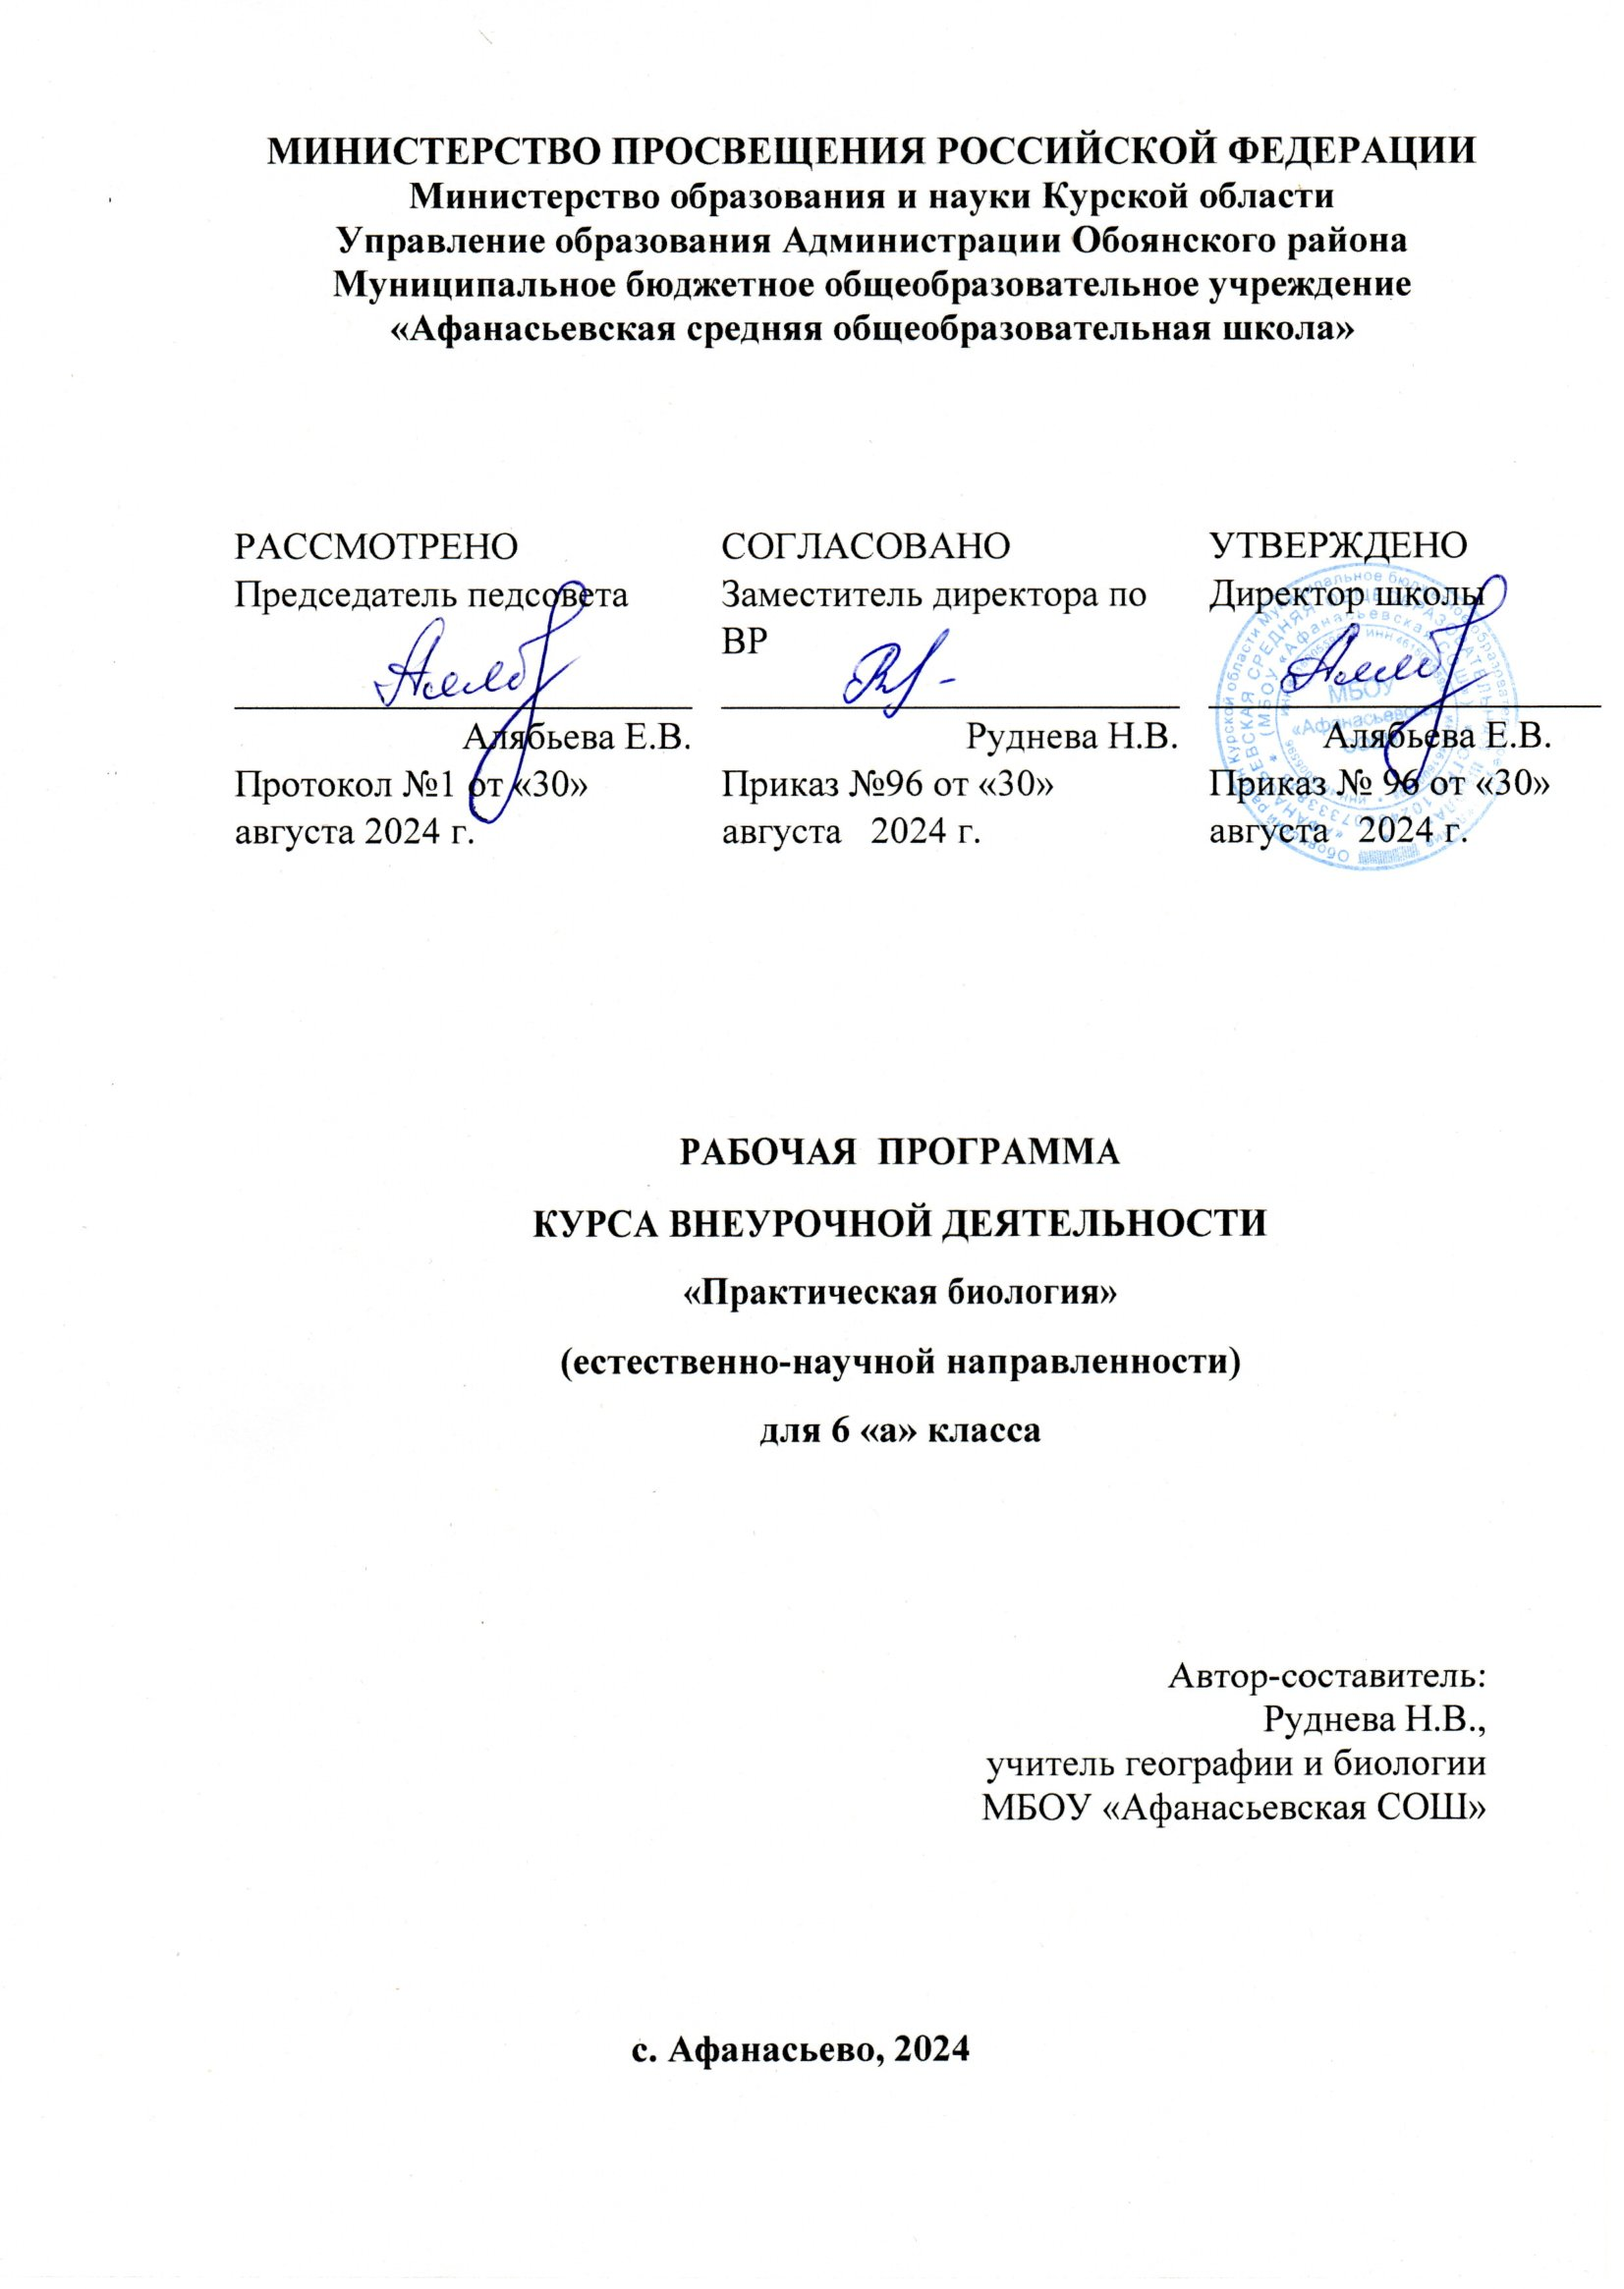 МИНИСТЕРСТВО ПРОСВЕЩЕНИЯ РОССИЙСКОЙ ФЕДЕРАЦИИ
Министерство образования и науки Курской области
Управление образования Администрации Обоянского района
Муниципальное бюджетное общеобразовательное учреждение
«Афанасьевская средняя общеобразовательная школа»
РАССМОТРЕНО
Председатель педсовета
Алябьева Е.В.
Протокол №1 от «30»
августа 2024 г.
СОГЛАСОВАНО
Заместитель директора по
ВР
Руднева Н.В.
Приказ №96 от «30»
августа 2024 г.
УТВЕРЖДЕНО
Директор школы
Алябьева Е.В.
Приказ № 96 от «30»
августа 2024 г.
МБОУ
«Афанасьевская
РАБОЧАЯ ПРОГРАММА
КУРСА ВНЕУРОЧНОЙ ДЕЯТЕЛЬНОСТИ
«Практическая биология»
(естественно-научной направленности)
для 6 «а» класса
Автор-составитель:
Руднева Н.В.,
учитель географии и биологии
МБОУ «Афанасьевская СОШ»
с. Афанасьево, 2024